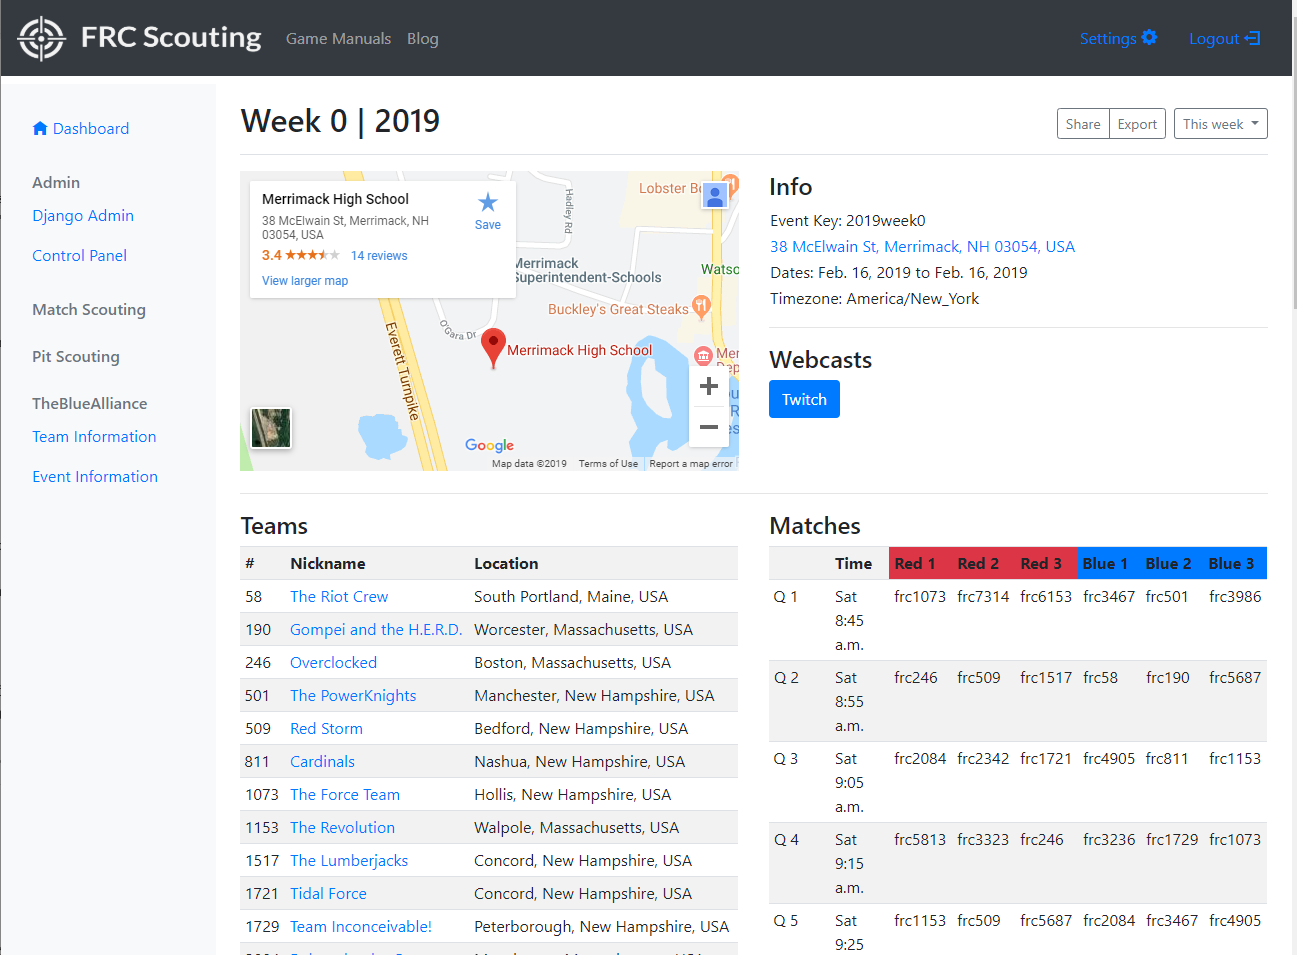 FRC Scouting
Game Manuals
Blog
Settings
Logout
Dashboard
Admin
Django Admin
Control Panel
Match Scouting
Pit Scouting
TheBlueAlliance
Team Information
Event Information
Week 0 | 2019
Share
Export
This week
Merrimack High School
38 McElwain St, Merrimack, NH
03054, USA
3.4
14 reviews
View larger map
Save
Lobster
Hadley Rd
Merrimack
Superintendent-Schools
Buckley's Great Steaks
O'Gara Dr
Everett Turnpike
Merrimack High School
Google
Map data ©2019
Terms of Use
Report a map error
Info
Event Key: 2019week0
38 McElwain St, Merrimack, NH 03054, USA
Dates: Feb. 16, 2019 to Feb. 16, 2019
Timezone: America/New_York
Webcasts
Twitch
Teams
# Nickname Location
58 The Riot Crew South Portland, Maine, USA
190 Gompei and the H.E.R.D. Worcester, Massachusetts, USA
246 Overclocked Boston, Massachusetts, USA
501 The PowerKnights Manchester, New Hampshire, USA
509 Red Storm Bedford, New Hampshire, USA
811 Cardinals Nashua, New Hampshire, USA
1073 The Force Team Hollis, New Hampshire, USA
1153 The Revolution Walpole, Massachusetts, USA
1517 The Lumberjacks Concord, New Hampshire, USA
1721 Tidal Force Concord, New Hampshire, USA
1729 Team Inconceivable! Peterborough, New Hampshire, USA
Matches
Time Red 1 Red 2 Red 3 Blue 1 Blue 2 Blue 3
Q 1 Sat frc1073 frc7314 frc6153 frc3467 frc501 frc3986
8:45
a.m.
Q 2 Sat frc246 frc509 frc1517 frc58 frc190 frc5687
8:55
a.m.
Q 3 Sat frc2084 frc2342 frc1721 frc4905 frc811 frc1153
9:05
a.m.
Q 4 Sat frc5813 frc3323 frc246 frc3236 frc1729 frc1073
9:15
a.m.
Q 5 Sat frc1153 frc509 frc5687 frc2084 frc3467 frc4905
9:25